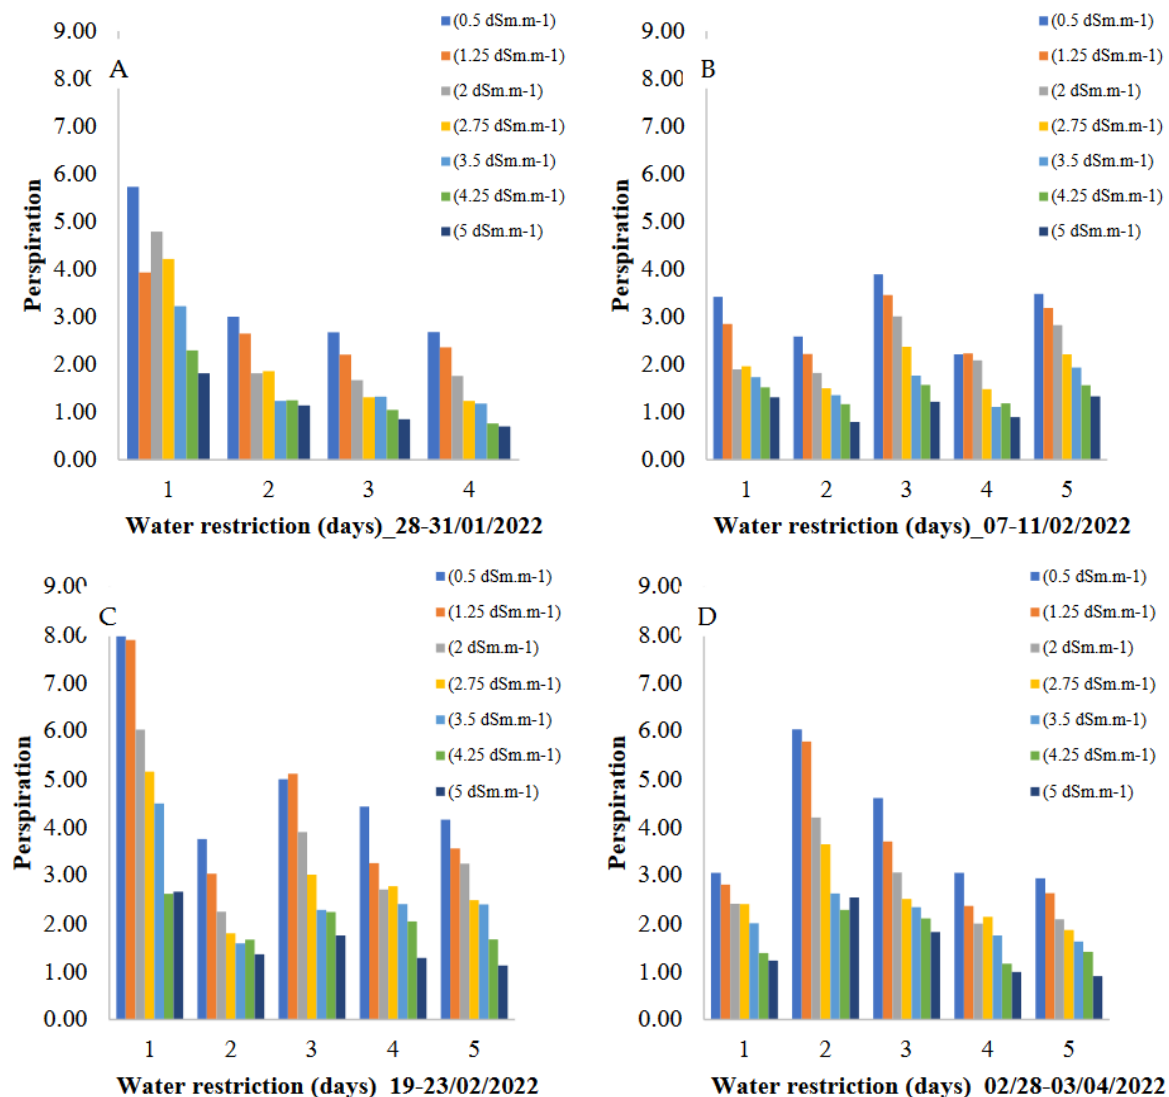 A
Perspiration
9.00
8.00
7.00
6.00
5.00
4.00
3.00
2.00
1.00
0.00
(0.5 dSm.m-1)
(1.25 dSm.m-1)
(2 dSm.m-1)
(2.75 dSm.m-1)
(3.5 dSm.m-1)
(4.25 dSm.m-1)
(5 dSm.m-1)
1 2 3 4
Water restriction (days)_28-31/01/2022
B
Perspiration
9.00
8.00
7.00
6.00
5.00
4.00
3.00
2.00
1.00
0.00
(0.5 dSm.m-1)
(1.25 dSm.m-1)
(2 dSm.m-1)
(2.75 dSm.m-1)
(3.5 dSm.m-1)
(4.25 dSm.m-1)
(5 dSm.m-1)
1 2 3 4 5
Water restriction (days)_07-11/02/2022
C
Perspiration
9.00
8.00
7.00
6.00
5.00
4.00
3.00
2.00
1.00
0.00
(0.5 dSm.m-1)
(1.25 dSm.m-1)
(2 dSm.m-1)
(2.75 dSm.m-1)
(3.5 dSm.m-1)
(4.25 dSm.m-1)
(5 dSm.m-1)
1 2 3 4 5
Water restriction (days) 19-23/02/2022
D
Perspiration
9.00
8.00
7.00
6.00
5.00
4.00
3.00
2.00
1.00
0.00
(0.5 dSm.m-1)
(1.25 dSm.m-1)
(2 dSm.m-1)
(2.75 dSm.m-1)
(3.5 dSm.m-1)
(4.25 dSm.m-1)
(5 dSm.m-1)
1 2 3 4 5
Water restriction (days) 02/28-03/04/2022